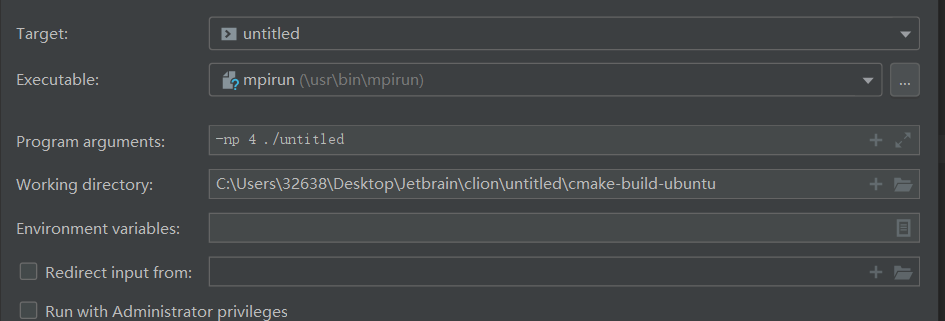 Target: untitled
Executable: mpirun (\usr\bin\mpirun) ...
Program arguments: -np 4 ./untitled
Working directory: C:\Users\32638\Desktop\Jetbrain\clion\untitled\cmake-build-ubuntu
Environment variables:
Redirect input from:
Run with Administrator privileges